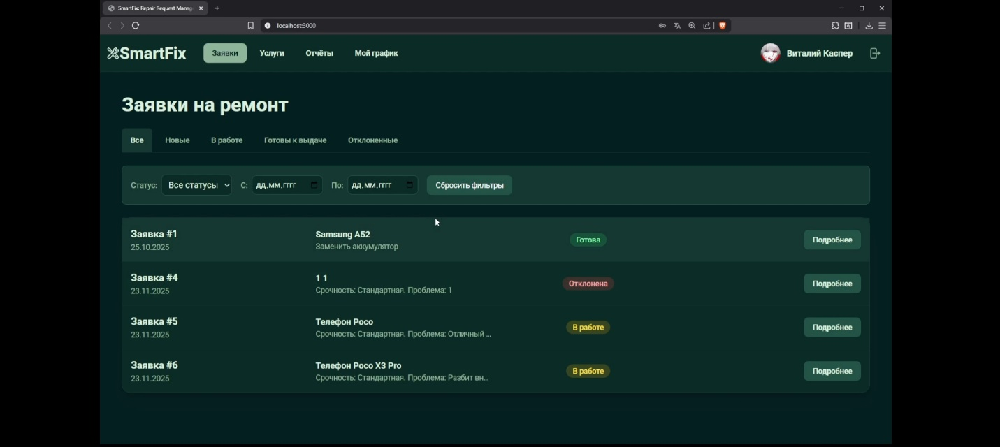 SmartFix: Repair Request Manag
localhost:3000
SmartFix
Заявки
Услуги
Отчёты
Мой график
Виталий Каспер
Заявки на ремонт
Все
Новые
В работе
Готовы к выдаче
Отклоненные
Статус:
Все статусы
С:
дд.мм.гггг
По:
дд.мм.гггг
Сбросить фильтры
Заявка #1
25.10.2025
Samsung A52
Заменить аккумулятор
Готова
Подробнее
Заявка #4
23.11.2025
1 1
Срочность: Стандартная. Проблема: 1
Отклонена
Подробнее
Заявка #5
23.11.2025
Телефон Poco
Срочность: Стандартная. Проблема: Отличный ...
В работе
Подробнее
Заявка #6
23.11.2025
Телефон Poco X3 Pro
Срочность: Стандартная. Проблема: Разбит вн...
В работе
Подробнее